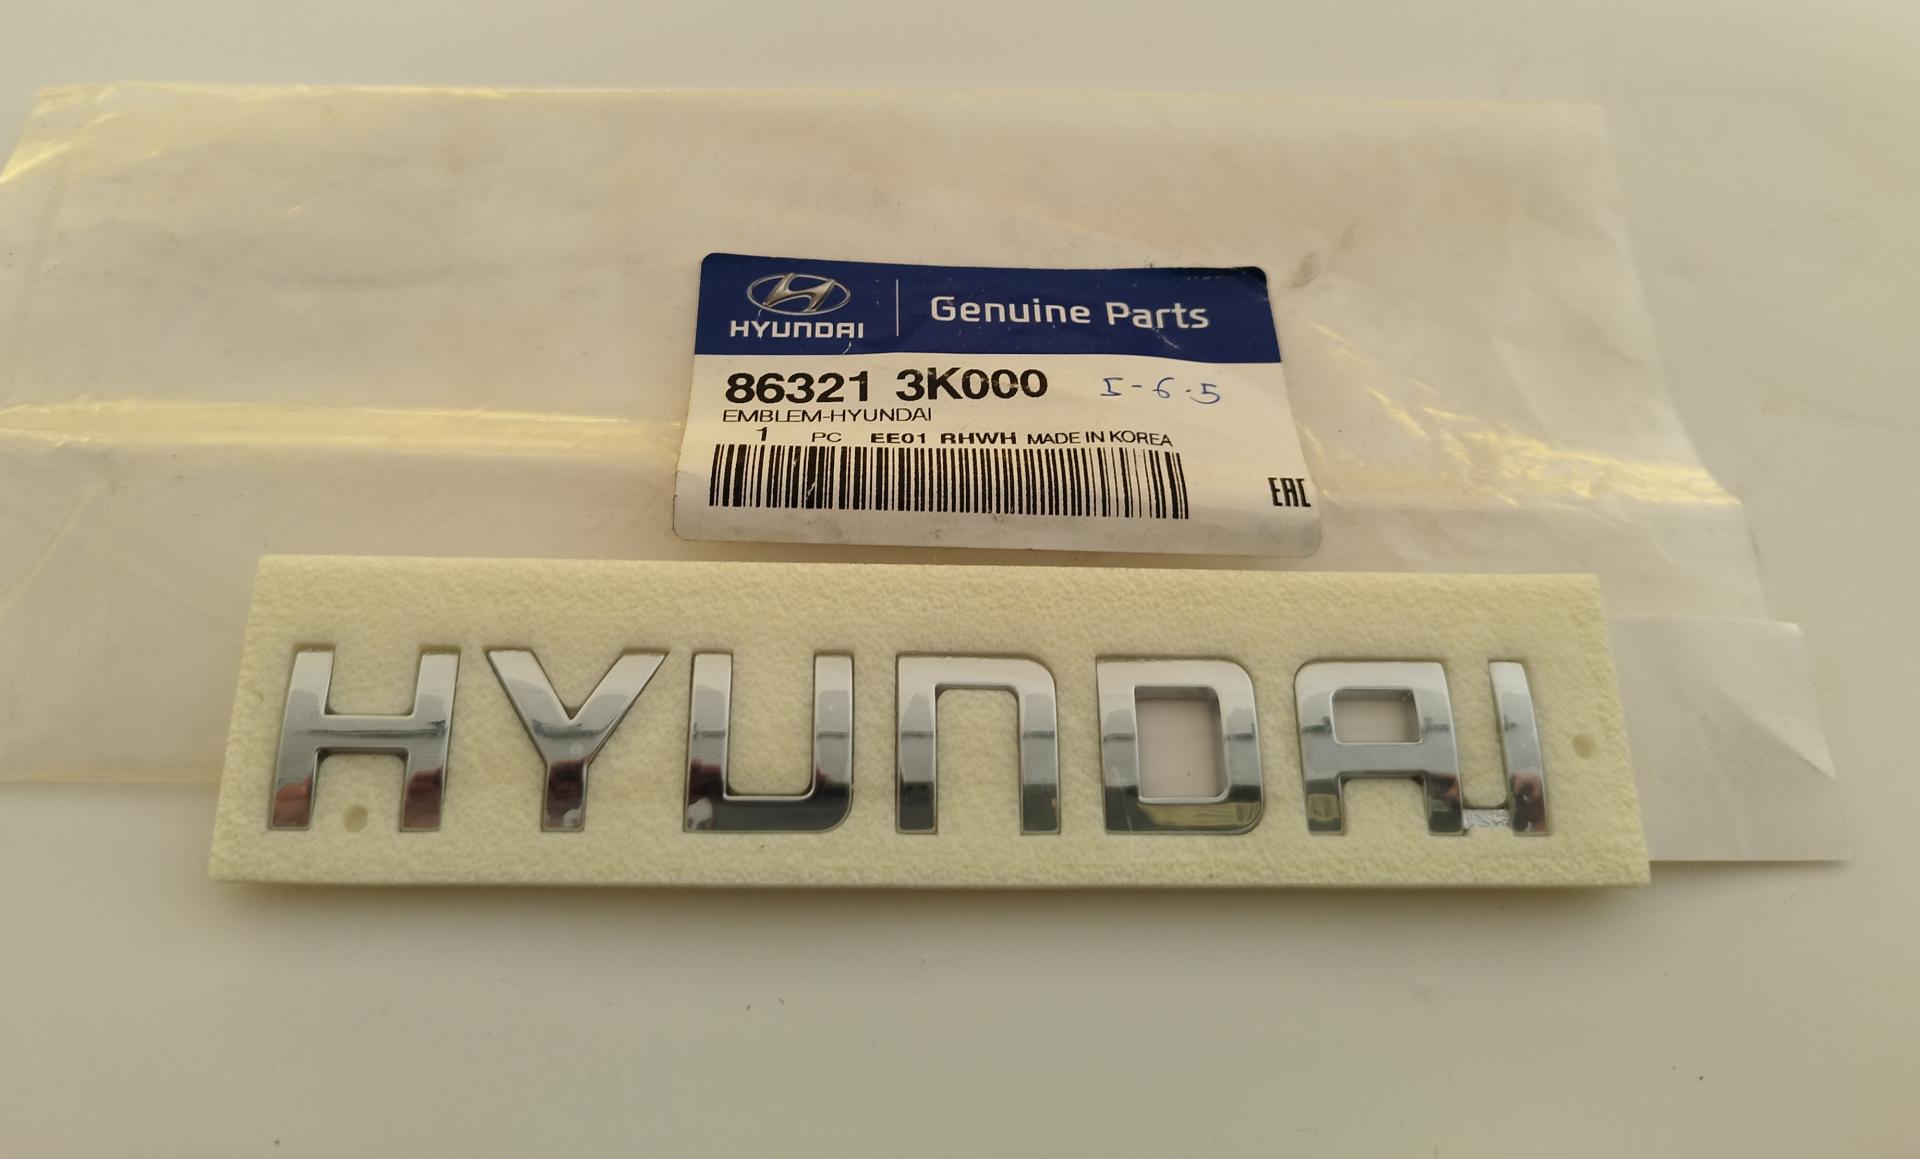 HYUNDAI
Genuine Parts
86321 3K000 5-6-5
EMBLEM-HYUNDAI
1 PC EE01 RHWH MADE IN KOREA
EAC
HYUNDAI